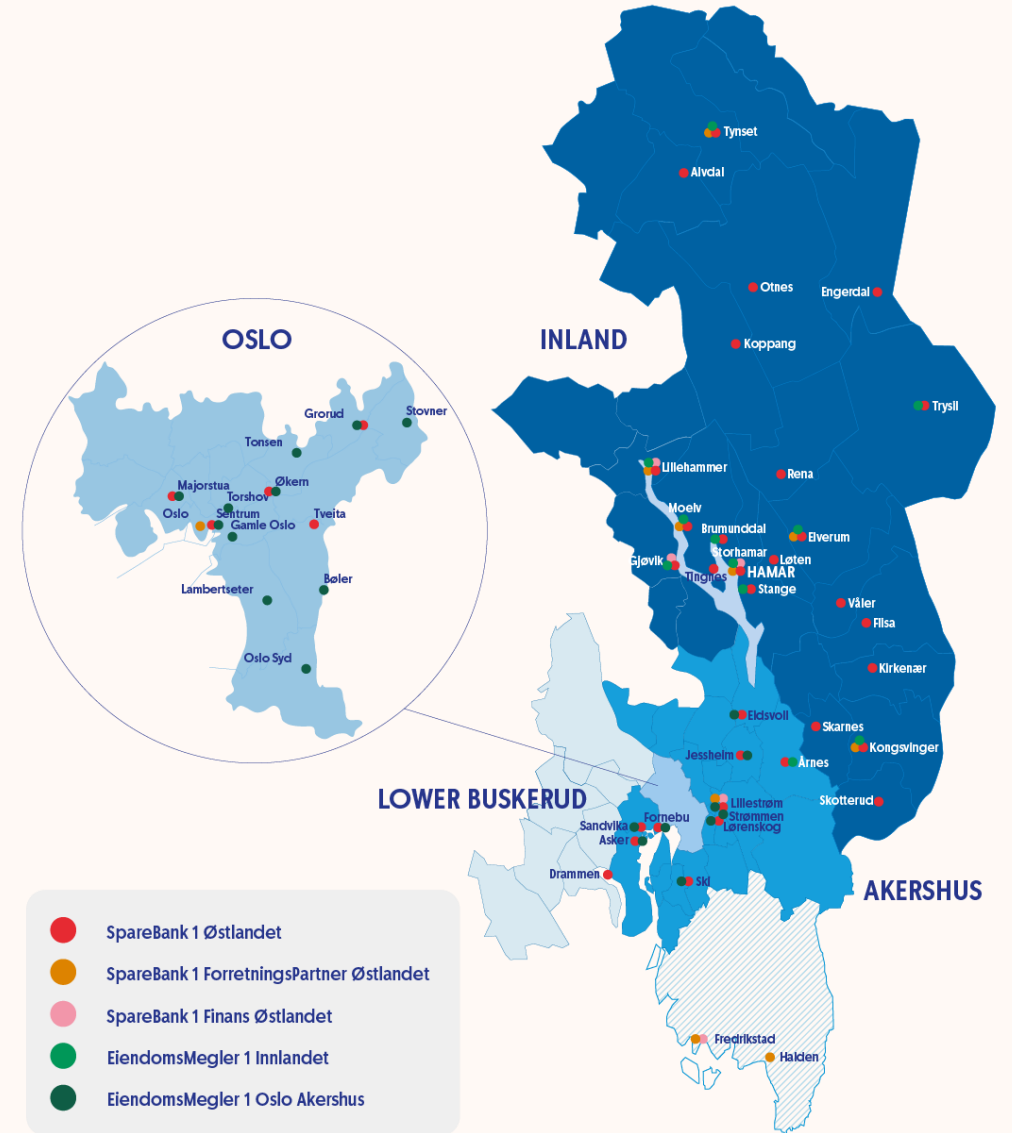 Tynset
Alvdal
Otnes
Engerdal
OSLO
INLAND
Koppang
Trysil
Grorud
Stovner
Tonsen
Lillehammer
Rena
Økern
Majorstua
Torshov
Moelv
Oslo
Sentrum
Tveita
Gamle Oslo
Brumunddal
Elverum
Storhamar
Gjøvik
Løten
HAMAR
Tingnes
Lambertseter
Bøler
Stange
Våler
Flisa
Oslo Syd
Kirkenær
Eidsvoll
Skarnes
Kongsvinger
Jessheim
Årnes
LOWER BUSKERUD
Lillestrøm
Skotterud
Strømmen
Fornebu
Sandvika
Lørenskog
Asker
Drammen
Ski
AKERSHUS
SpareBank 1 Østlandet
SpareBank 1 ForretningsPartner Østlandet
SpareBank 1 Finans Østlandet
EiendomsMegler 1 Innlandet
EiendomsMegler 1 Oslo Akershus
Fredrikstad
Halden